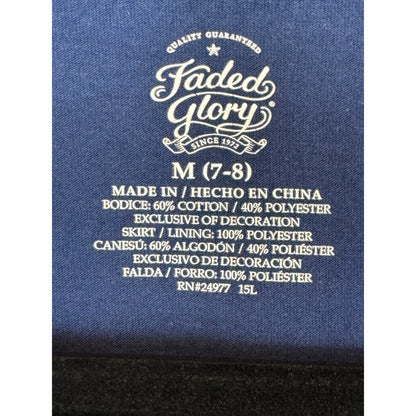 QUALITY GUARANTEED
Faded
Glory®
SINCE 1972
M (7-8)
MADE IN / HECHO EN CHINA
BODICE: 60% COTTON / 40% POLYESTER
EXCLUSIVE OF DECORATION
SKIRT / LINING: 100% POLYESTER
CANESÚ: 60% ALGODÓN / 40% POLIÉSTER
EXCLUSIVO DE DECORACIÓN
FALDA / FORRO: 100% POLIÉSTER
RN#24977 15L